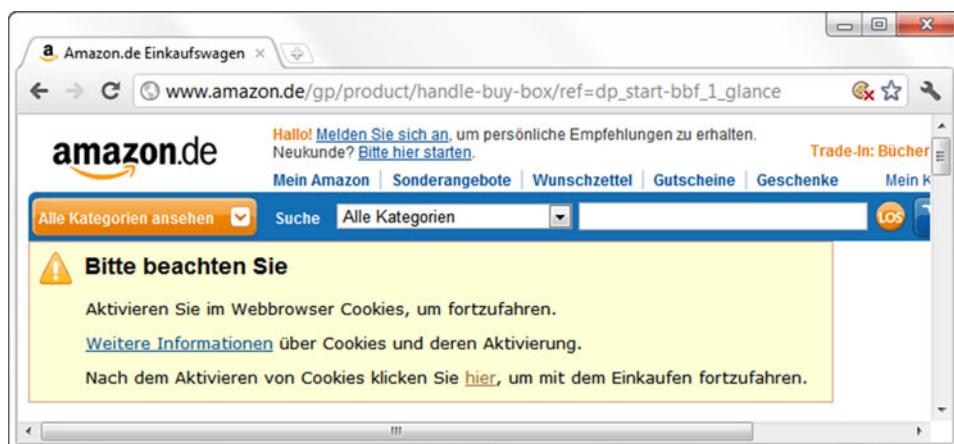 Amazon.de Einkaufswagen
www.amazon.de/gp/product/handle-buy-box/ref=dp_start-bbf_1_glance
amazon.de
Hallo! Melden Sie sich an, um persönliche Empfehlungen zu erhalten.
Neukunde? Bitte hier starten.
Trade-In: Bücher
Mein Amazon | Sonderangebote | Wunschzettel | Gutscheine | Geschenke
Mein K
Alle Kategorien ansehen
Suche
Alle Kategorien
LOS
Bitte beachten Sie
Aktivieren Sie im Webbrowser Cookies, um fortzufahren.
Weitere Informationen über Cookies und deren Aktivierung.
Nach dem Aktivieren von Cookies klicken Sie hier, um mit dem Einkaufen fortzufahren.